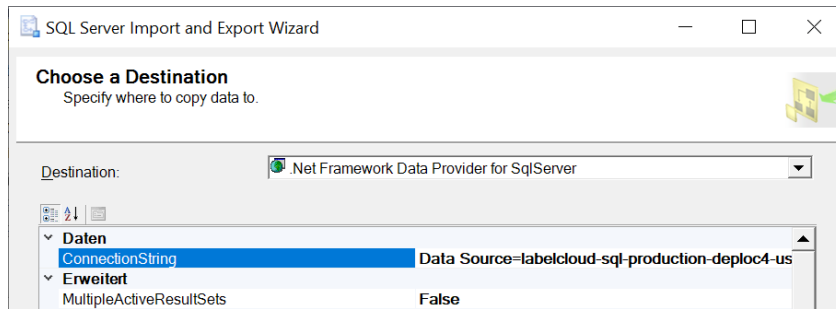 SQL Server Import and Export Wizard
Choose a Destination
Specify where to copy data to.
Destination: .Net Framework Data Provider for SqlServer
Daten
ConnectionString Data Source=labelcloud-sql-production-deploc4-us
Erweitert
MultipleActiveResultSets False